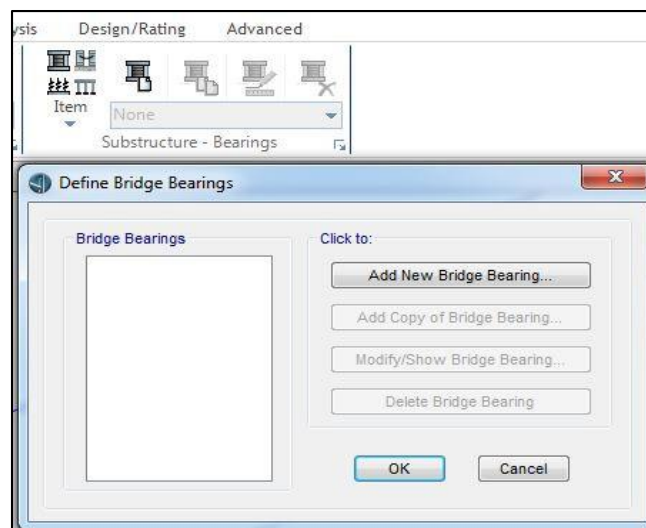 ysis Design/Rating Advanced
Item
None
Substructure - Bearings
Define Bridge Bearings
Bridge Bearings
Click to:
Add New Bridge Bearing...
Add Copy of Bridge Bearing...
Modify/Show Bridge Bearing...
Delete Bridge Bearing
OK Cancel